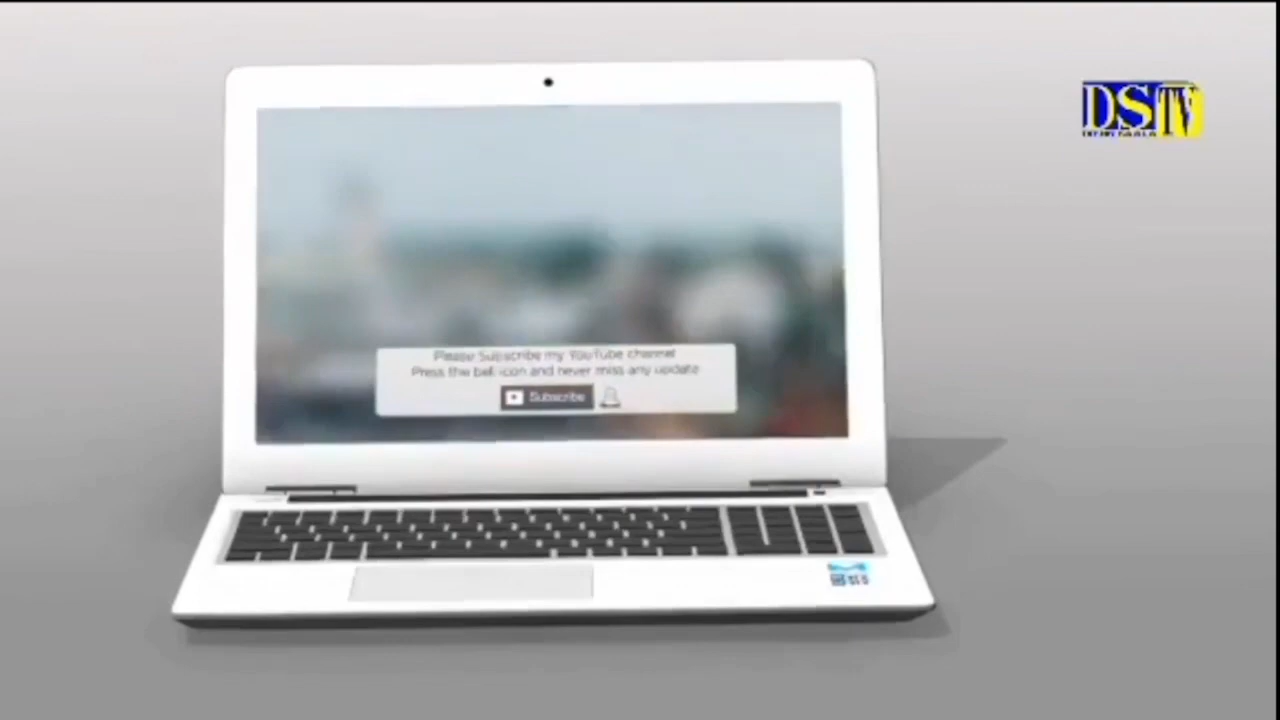 DSTV
Please Subscribe my YouTube channel
Press the bell icon and never miss any update
Subscribe